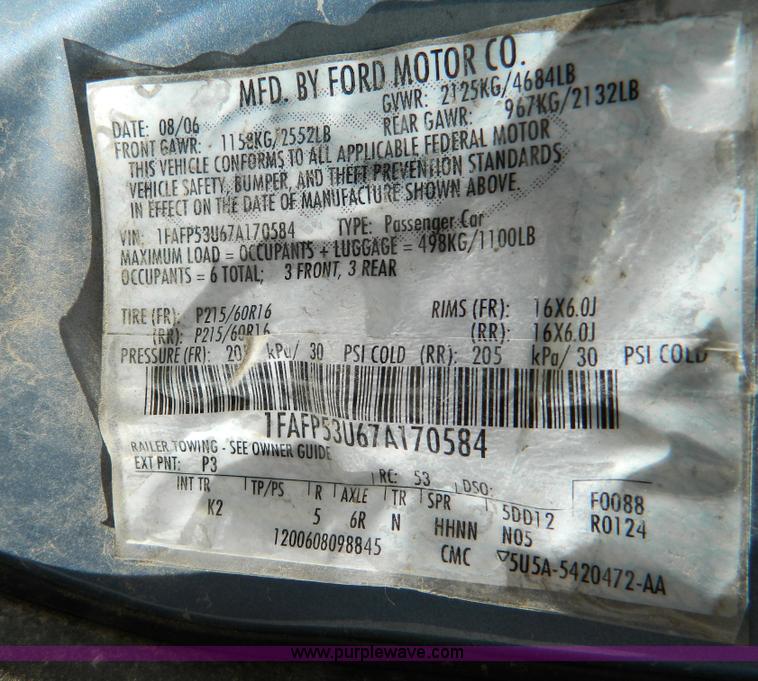 MFD. BY FORD MOTOR CO.
DATE: 08/06 GVWR: 2125KG/4684LB
FRONT GAWR: 1158KG/2552LB REAR GAWR: 967KG/2132LB
THIS VEHICLE CONFORMS TO ALL APPLICABLE FEDERAL MOTOR
VEHICLE SAFETY, BUMPER, AND THEFT PREVENTION STANDARDS
IN EFFECT ON THE DATE OF MANUFACTURE SHOWN ABOVE.
VIN: 1FAFP53U67A170584 TYPE: Passenger Car
MAXIMUM LOAD = OCCUPANTS + LUGGAGE = 498KG/1100LB
OCCUPANTS = 6 TOTAL; 3 FRONT, 3 REAR
TIRE (FR): P215/60R16 RIMS (FR): 16X6.0J
(RR): P215/60R16 (RR): 16X6.0J
PRESSURE (FR): 20 kPa/ 30 PSI COLD (RR): 205 kPa/ 30 PSI COLD
1FAFP53U67A170584
RAILER TOWING - SEE OWNER GUIDE
EXT PNT: P3 RC: 53 DSO:
INT TR TP/PS R AXLE TR SPR 5DD12 F0088
K2 5 6R N HHNN N05 R0124
1200608098845 CMC ▽5U5A-5420472-AA
www.purplewave.com